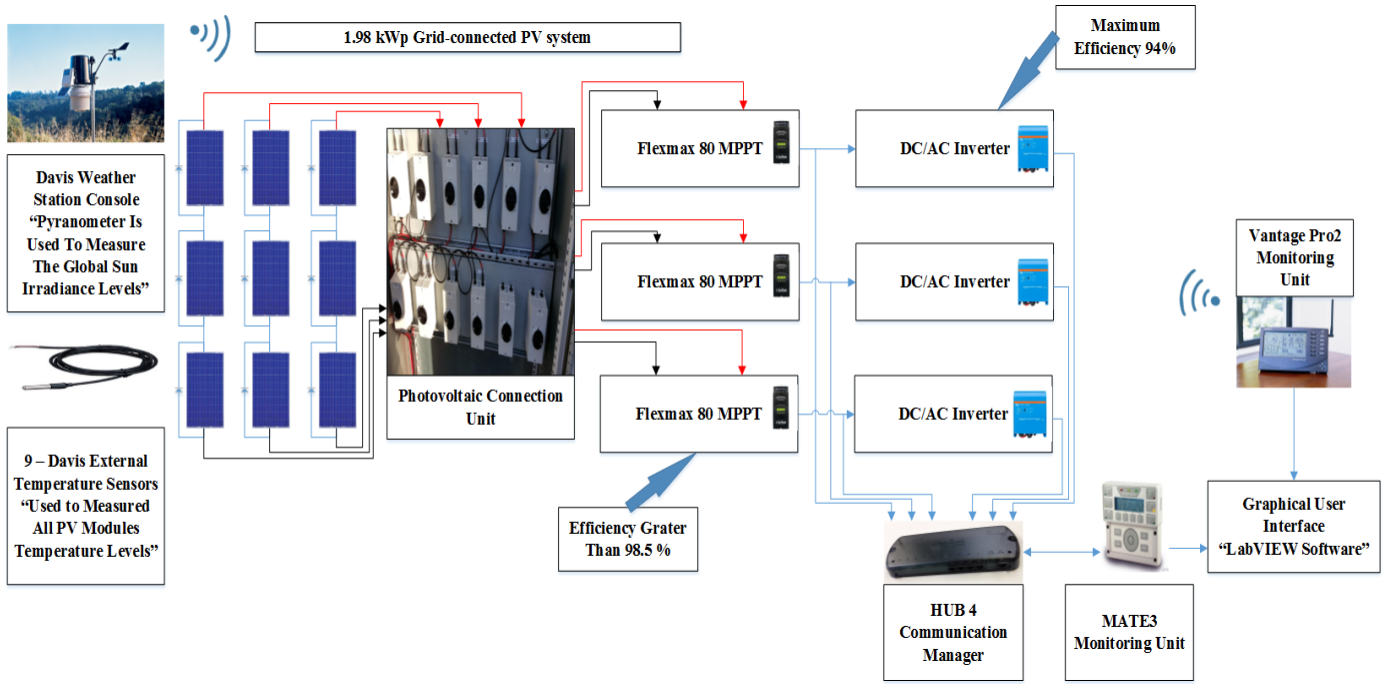 1.98 kWp Grid-connected PV system
Maximum
Efficiency 94%
Davis Weather
Station Console
“Pyranometer Is
Used To Measure
The Global Sun
Irradiance Levels”
9 – Davis External
Temperature Sensors
“Used to Measured
All PV Modules
Temperature Levels”
Photovoltaic Connection
Unit
Flexmax 80 MPPT
DC/AC Inverter
Flexmax 80 MPPT
DC/AC Inverter
Flexmax 80 MPPT
DC/AC Inverter
Efficiency Grater
Than 98.5 %
Vantage Pro2
Monitoring
Unit
Graphical User
Interface
“LabVIEW Software”
HUB 4
Communication
Manager
MATE3
Monitoring Unit